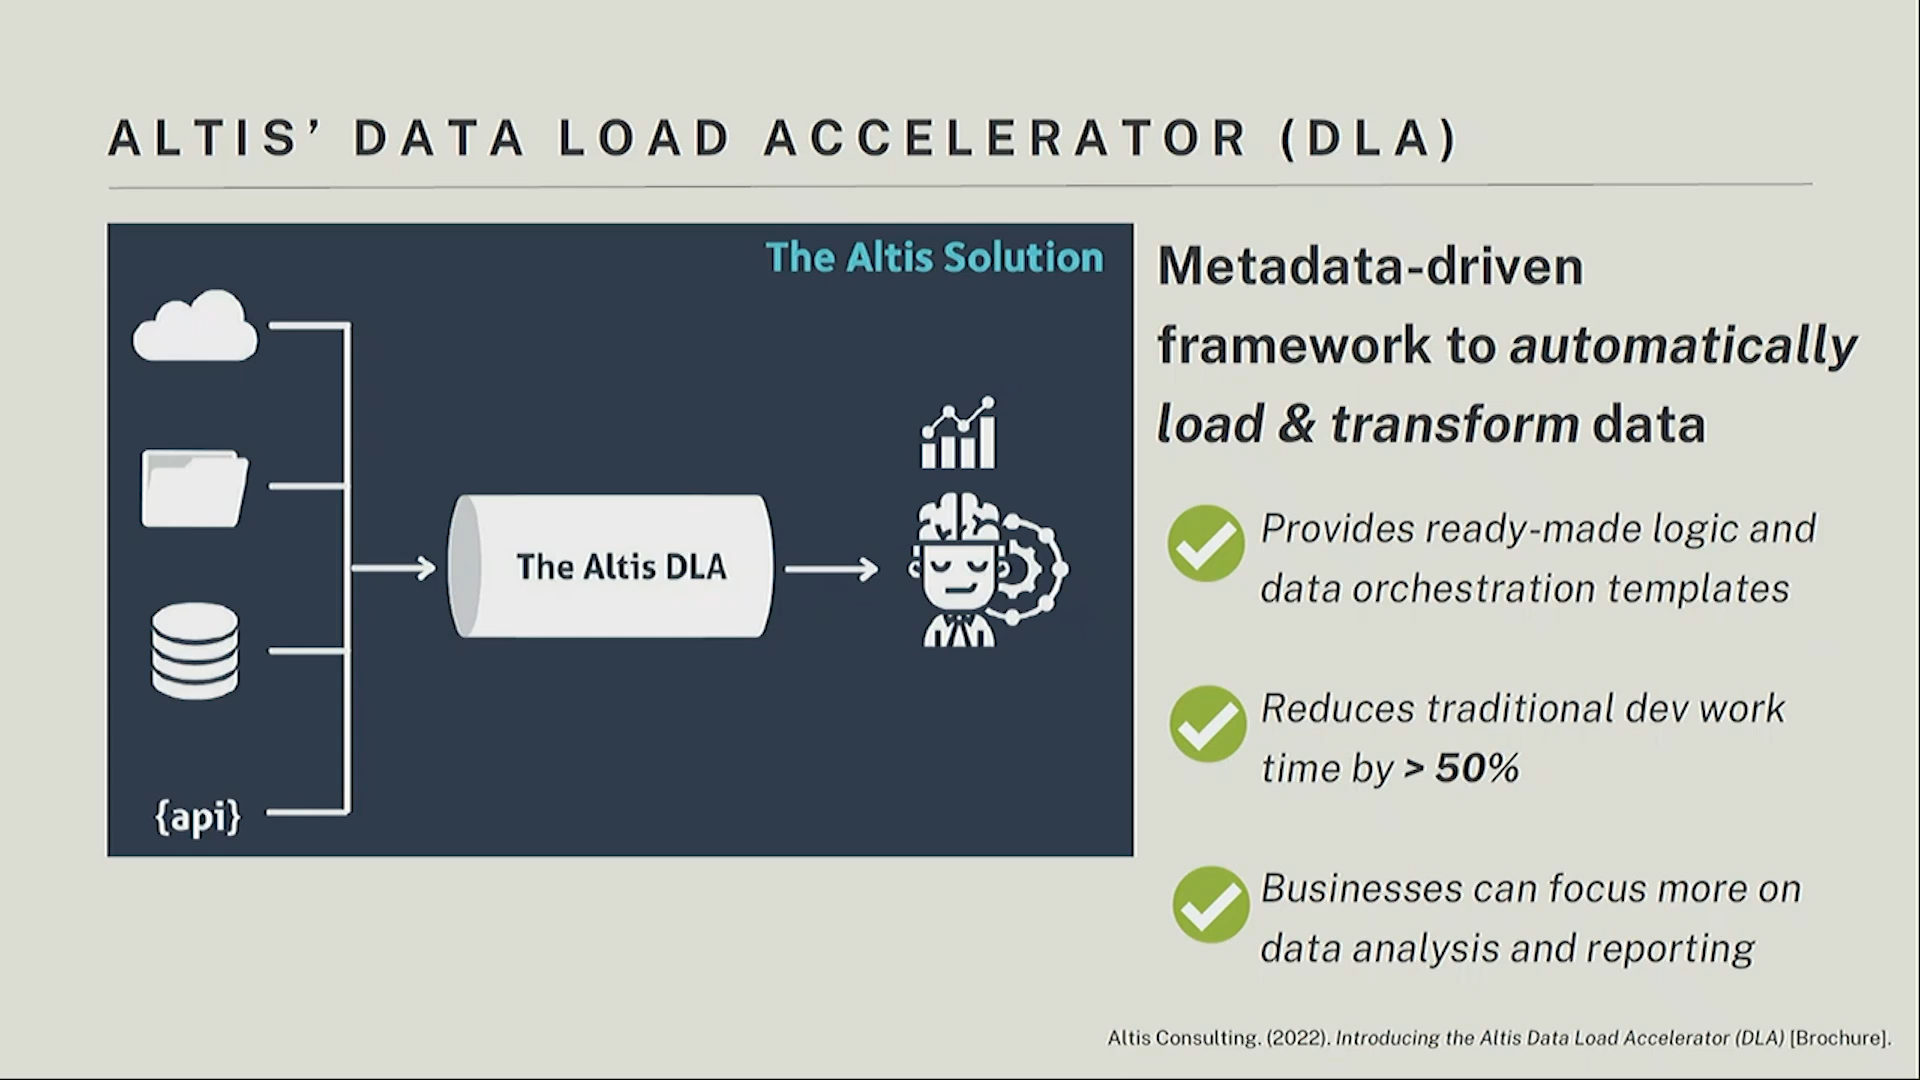 ALTIS’ DATA LOAD ACCELERATOR (DLA)
The Altis Solution
{api}
The Altis DLA
Metadata-driven
framework to automatically
load & transform data
Provides ready-made logic and
data orchestration templates
Reduces traditional dev work
time by > 50%
Businesses can focus more on
data analysis and reporting
Altis Consulting. (2022). Introducing the Altis Data Load Accelerator (DLA) [Brochure].